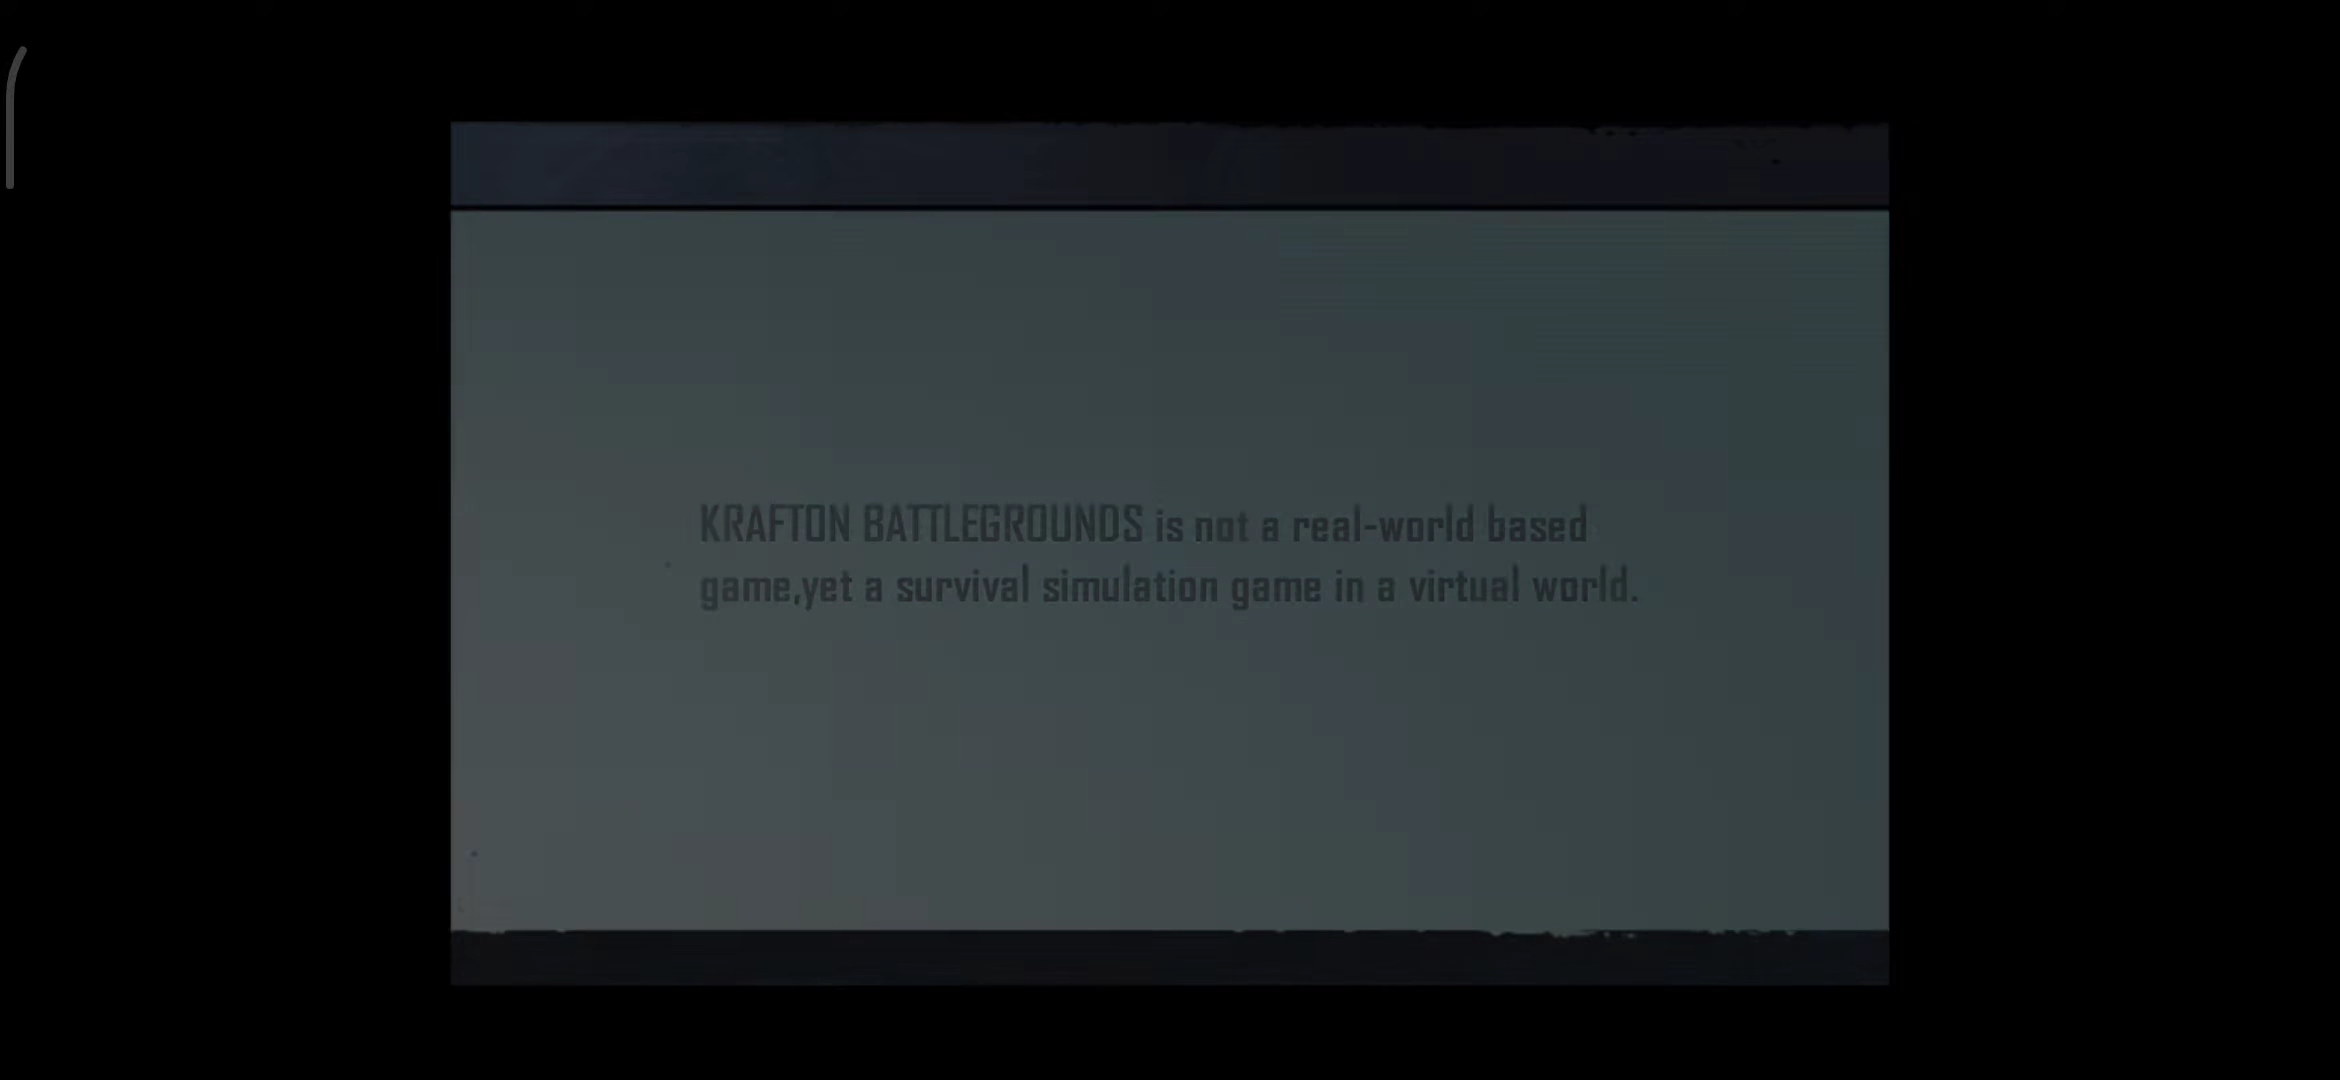 KRAFTON BATTLEGROUNDS is not a real-world based
game,yet a survival simulation game in a virtual world.